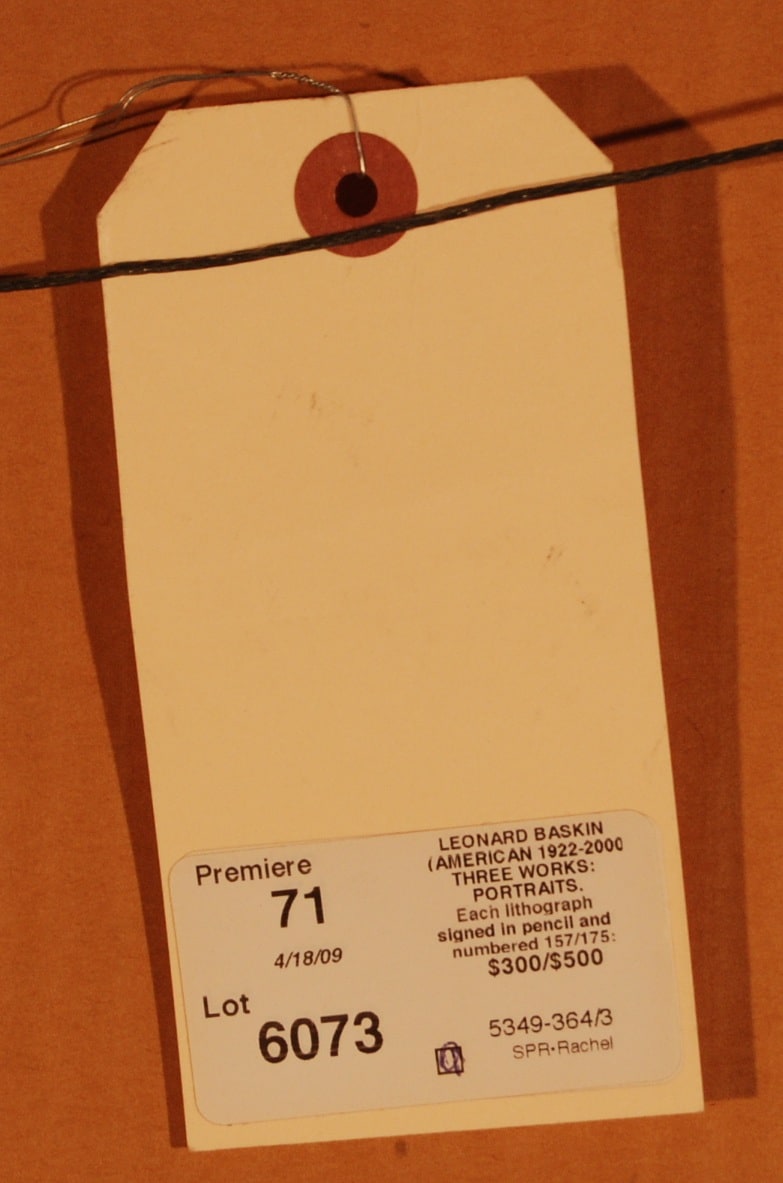 Premiere
71
4/18/09
Lot
6073
LEONARD BASKIN
(AMERICAN 1922-2000
THREE WORKS:
PORTRAITS.
Each lithograph
signed in pencil and
numbered 157/175:
$300/$500
5349-364/3
SPR•Rachel